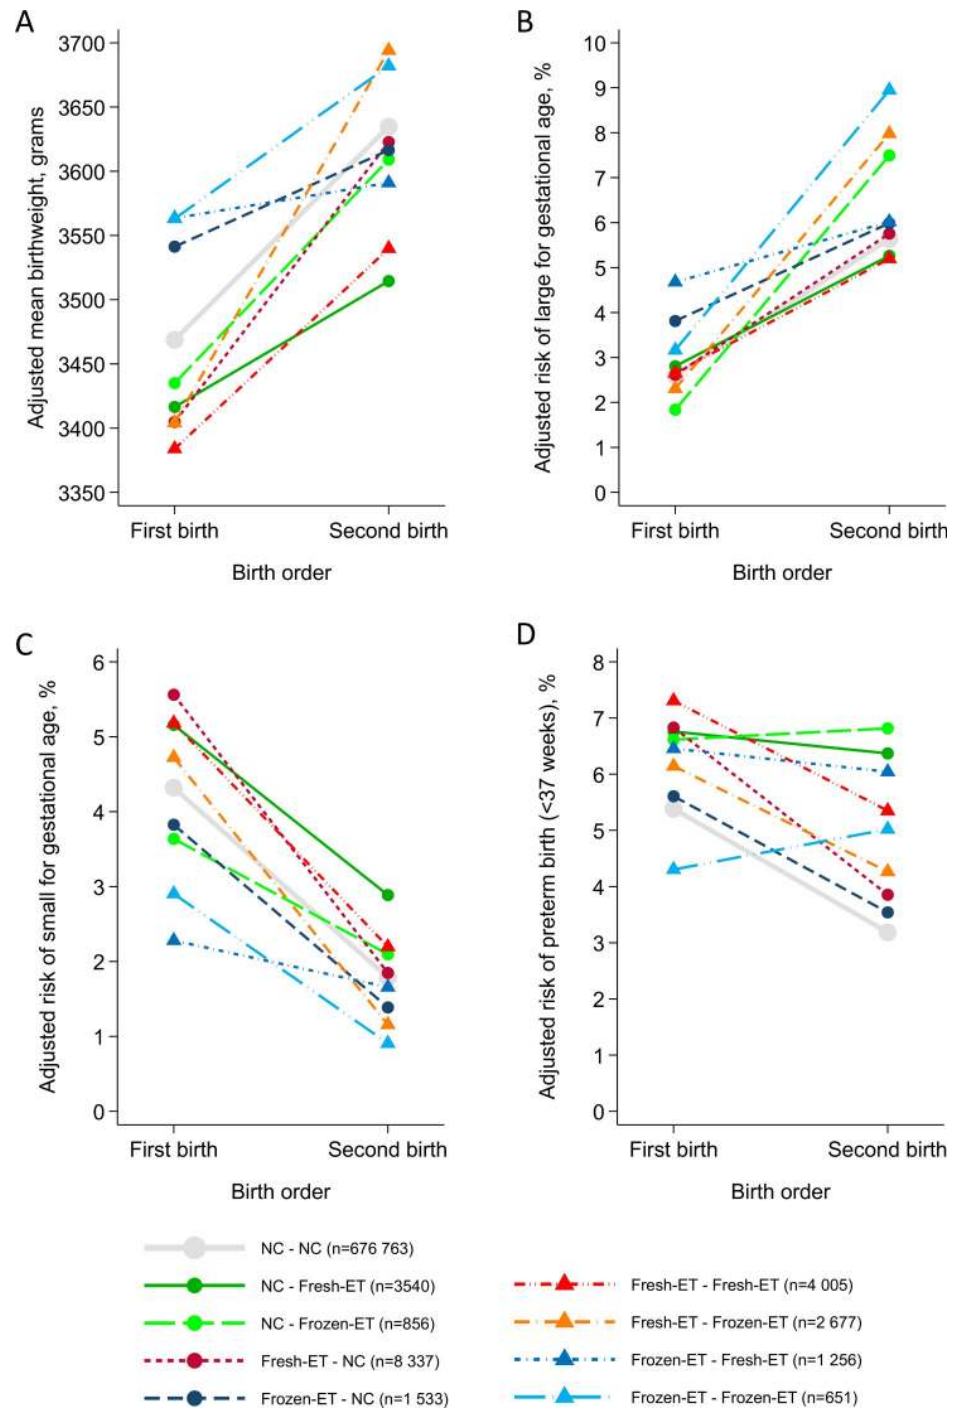 A
Adjusted mean birthweight, grams
3700
3650
3600
3550
3500
3450
3400
3350
First birth
Second birth
Birth order
B
Adjusted risk of large for gestational age, %
10
9
8
7
6
5
4
3
2
1
0
First birth
Second birth
Birth order
C
Adjusted risk of small for gestational age, %
6
5
4
3
2
1
0
First birth
Second birth
Birth order
D
Adjusted risk of preterm birth (<37 weeks), %
8
7
6
5
4
3
2
1
0
First birth
Second birth
Birth order
NC - NC (n=676 763)
NC - Fresh-ET (n=3540)
NC - Frozen-ET (n=856)
Fresh-ET - NC (n=8 337)
Frozen-ET - NC (n=1 533)
Fresh-ET - Fresh-ET (n=4 005)
Fresh-ET - Frozen-ET (n=2 677)
Frozen-ET - Fresh-ET (n=1 256)
Frozen-ET - Frozen-ET (n=651)